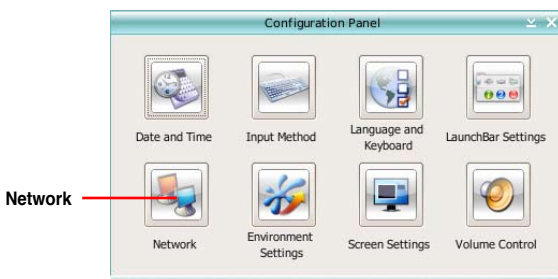 Configuration Panel
Date and Time
Input Method
Language and
Keyboard
LaunchBar Settings
Network
Network
Environment
Settings
Screen Settings
Volume Control